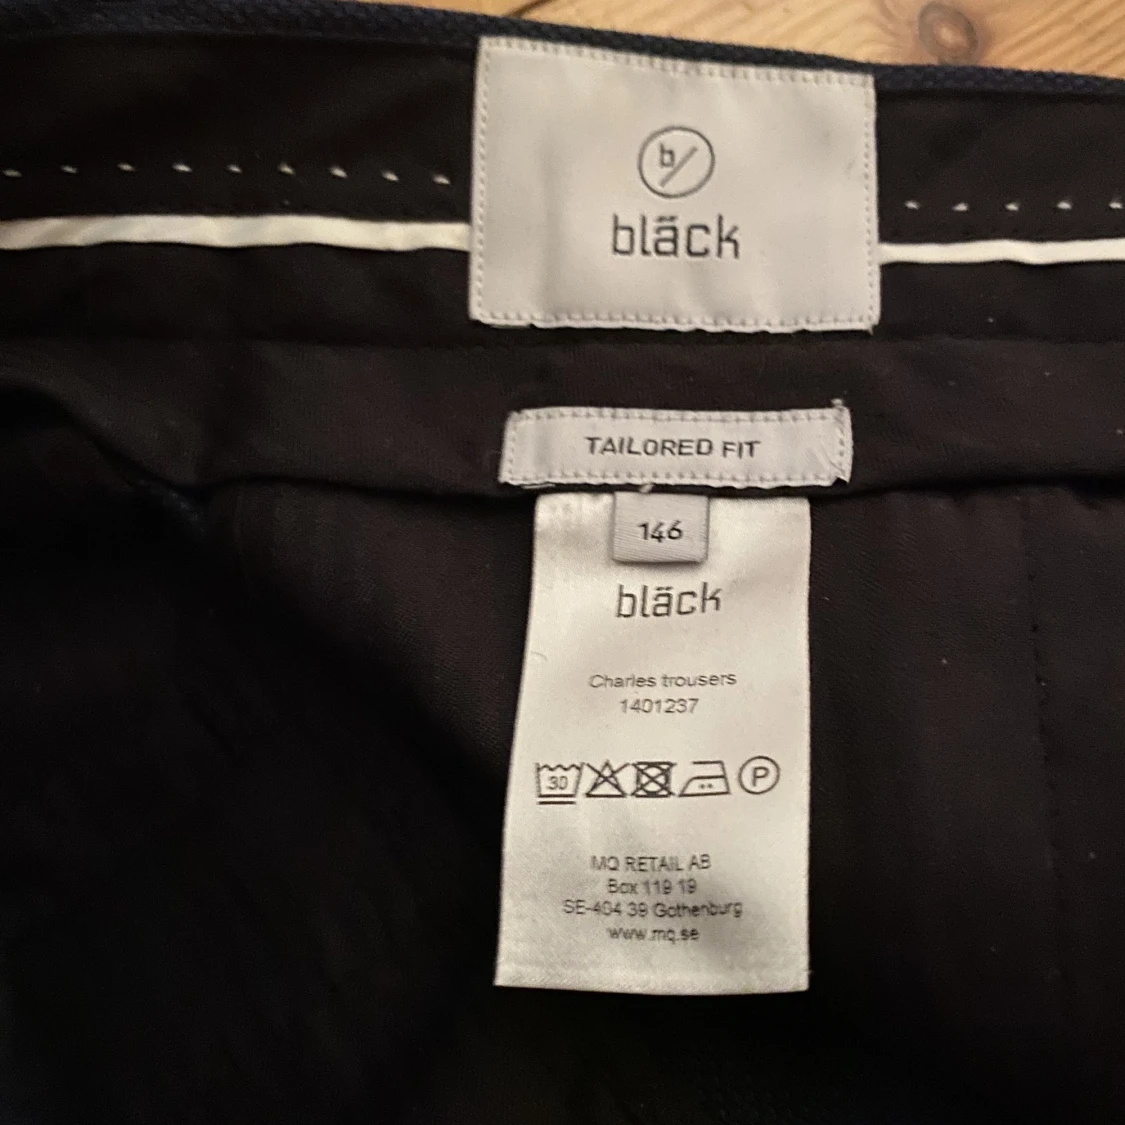 b/
bläck
TAILORED FIT
146
bläck
Charles trousers
1401237
30 P
MQ RETAIL AB
Box 119 19
SE-404 39 Gothenburg
www.mq.se